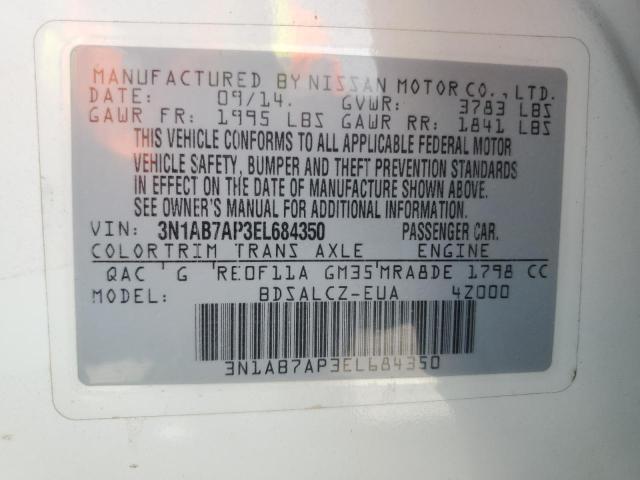 MANUFACTURED BY NISSAN MOTOR CO., LTD.
DATE: 09/14. GVWR: 3783 LBS
GAWR FR: 1995 LBS GAWR RR: 1841 LBS
THIS VEHICLE CONFORMS TO ALL APPLICABLE FEDERAL MOTOR
VEHICLE SAFETY, BUMPER AND THEFT PREVENTION STANDARDS
IN EFFECT ON THE DATE OF MANUFACTURE SHOWN ABOVE.
SEE OWNER'S MANUAL FOR ADDITIONAL INFORMATION.
VIN: 3N1AB7AP3EL684350 PASSENGER CAR.
COLOR TRIM TRANS AXLE ENGINE
QAC G RE0F11A GM35 MRA8DE 1798 CC
BDSALCZ-EUA 4Z000
3N1AB7AP3EL684350